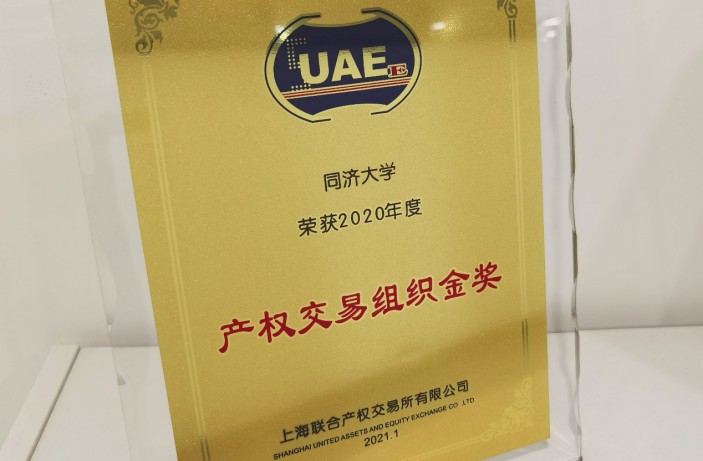 SUAEE
同济大学
荣获2020年度
产权交易组织金奖
上海联合产权交易所有限公司
SHANGHAI UNITED ASSETS AND EQUITY EXCHANGE CO .,LTD
2021.1